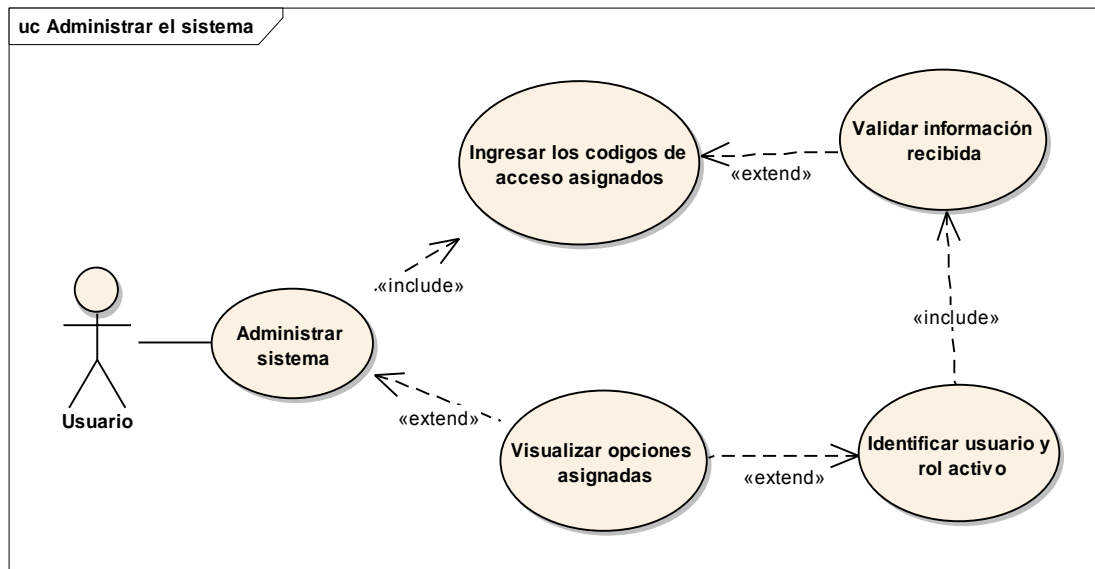 uc Administrar el sistema
Ingresar los codigos de
acceso asignados
Validar información
recibida
«extend»
«include»
«include»
Administrar
sistema
Usuario
«extend»
Visualizar opciones
asignadas
«extend»
Identificar usuario y
rol activo